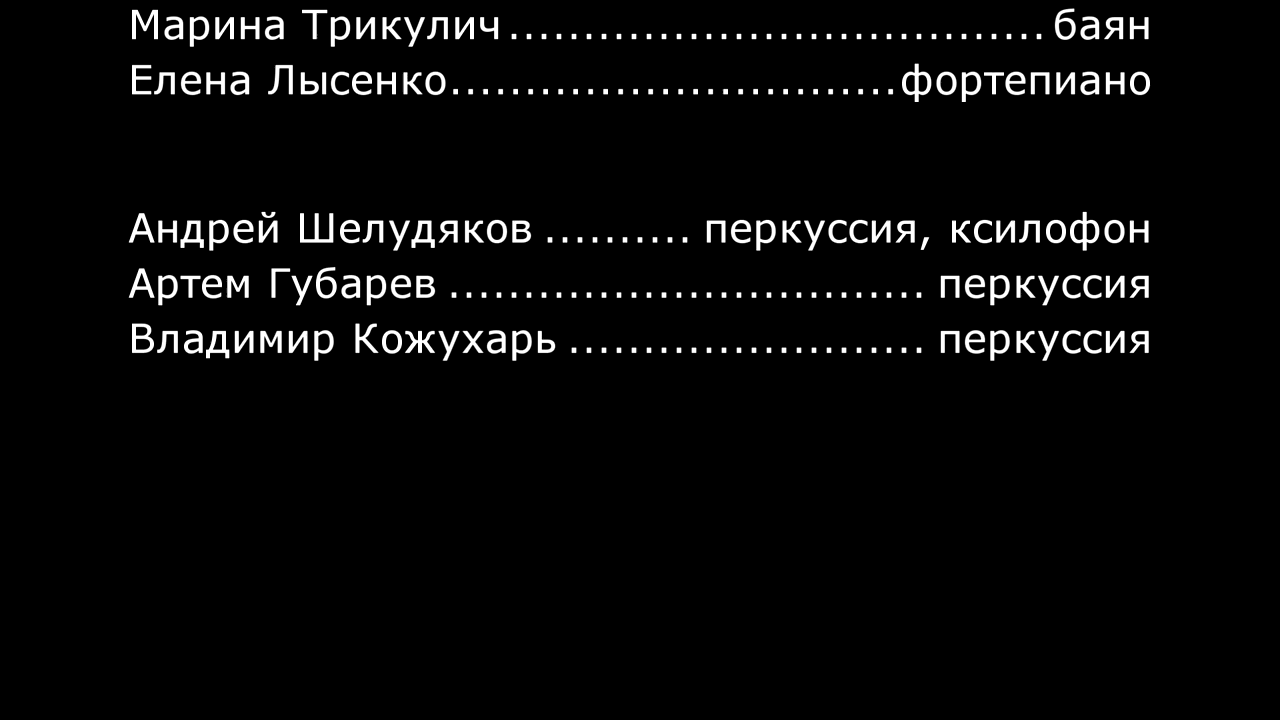 Марина Трикулич .................................... баян
Елена Лысенко..............................фортепиано
Андрей Шелудяков .......... перкуссия, ксилофон
Артем Губарев ................................ перкуссия
Владимир Кожухарь ........................ перкуссия